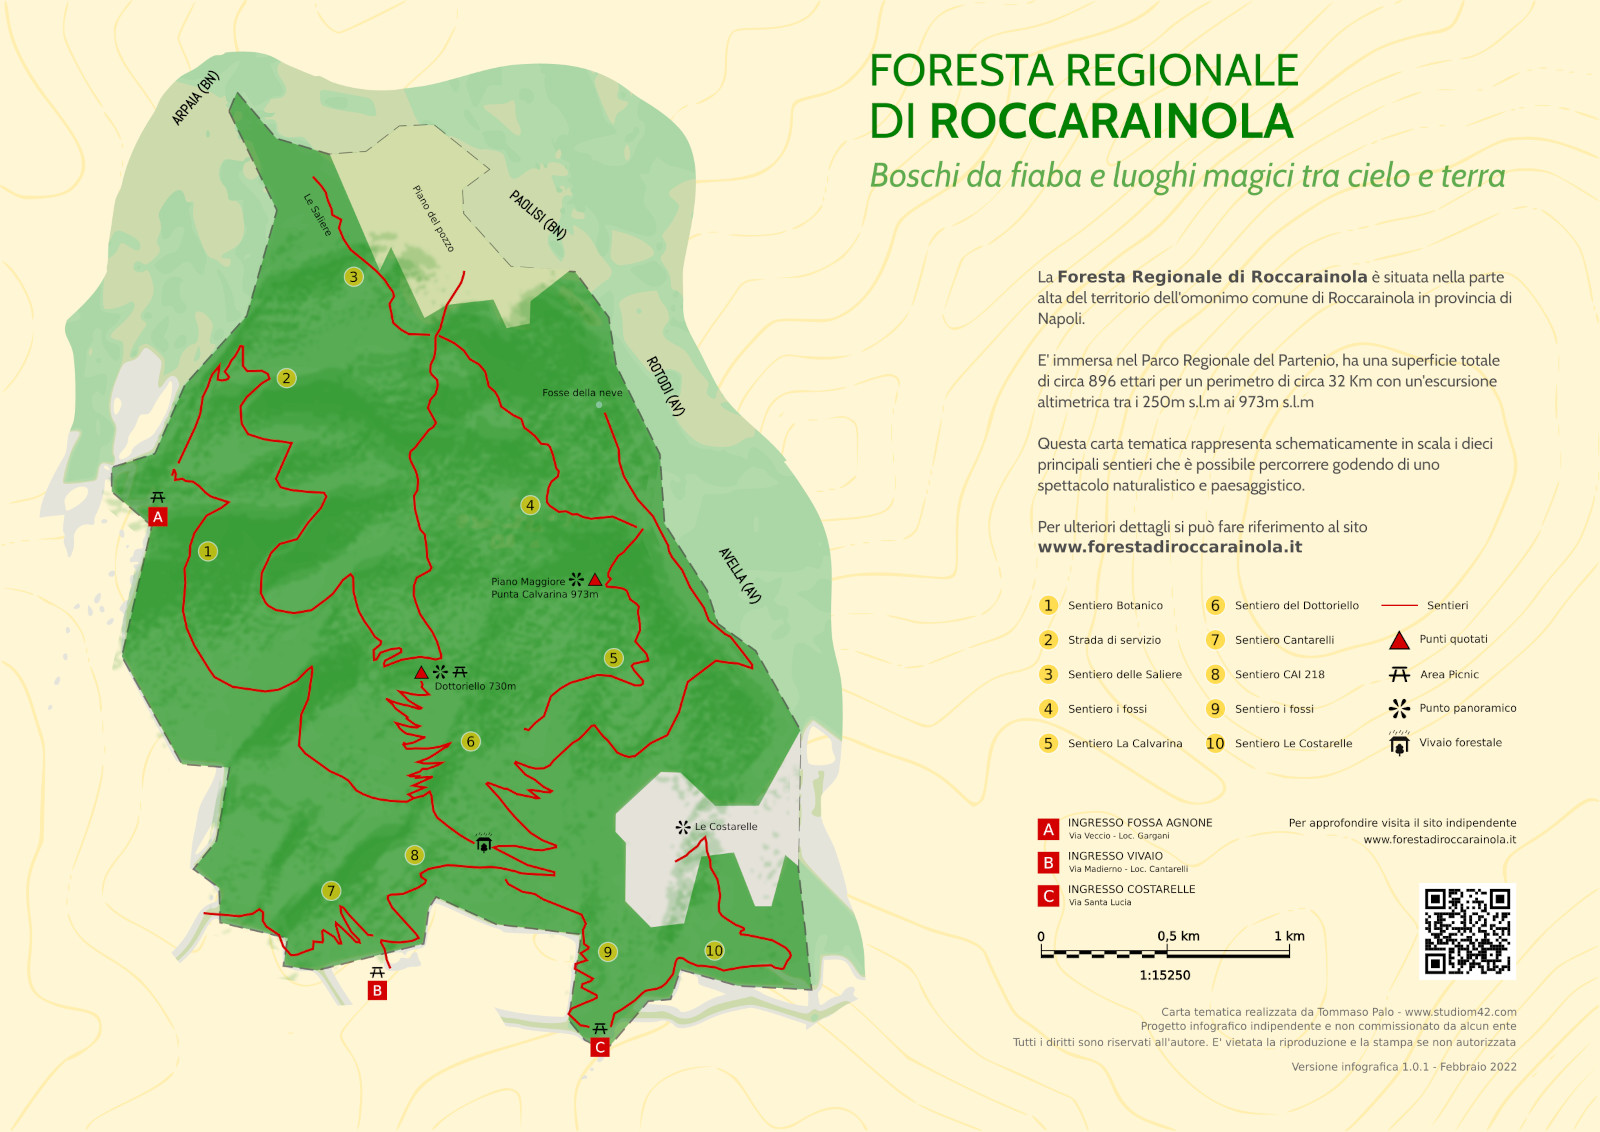 FORESTA REGIONALE
DI ROCCARAINOLA
Boschi da fiaba e luoghi magici tra cielo e terra
La Foresta Regionale di Roccarainola è situata nella parte
alta del territorio dell'omonimo comune di Roccarainola in provincia di
Napoli.
E' immersa nel Parco Regionale del Partenio, ha una superficie totale
di circa 896 ettari per un perimetro di circa 32 Km con un'escursione
altimetrica tra i 250m s.l.m ai 973m s.l.m
Questa carta tematica rappresenta schematicamente in scala i dieci
principali sentieri che è possibile percorrere godendo di uno
spettacolo naturalistico e paesaggistico.
Per ulteriori dettagli si può fare riferimento al sito
www.forestadiroccarainola.it
1 Sentiero Botanico
2 Strada di servizio
3 Sentiero delle Saliere
4 Sentiero i fossi
5 Sentiero La Calvarina
6 Sentiero del Dottoriello
7 Sentiero Cantarelli
8 Sentiero CAI 218
9 Sentiero i fossi
10 Sentiero Le Costarelle
Sentieri
Punti quotati
Area Picnic
Punto panoramico
Vivaio forestale
A INGRESSO FOSSA AGNONE
Via Veccio - Loc. Gargani
B INGRESSO VIVAIO
Via Madierno - Loc. Cantarelli
C INGRESSO COSTARELLE
Via Santa Lucia
Per approfondire visita il sito indipendente
www.forestadiroccarainola.it
0 0,5 km 1 km
1:15250
Carta tematica realizzata da Tommaso Palo - www.studiom42.com
Progetto infografico indipendente e non commissionato da alcun ente
Tutti i diritti sono riservati all'autore. E' vietata la riproduzione e la stampa se non autorizzata
Versione infografica 1.0.1 - Febbraio 2022
ARPAIA (BN)
Le Saliere
Piano del pozzo
PAOLISI (BN)
3
2
Fosse della neve
ROTODI (AV)
A
1
4
Piano Maggiore
Punta Calvarina 973m
AVELLA (AV)
5
Dottoriello 730m
6
Le Costarelle
8
7
9
10
B
C